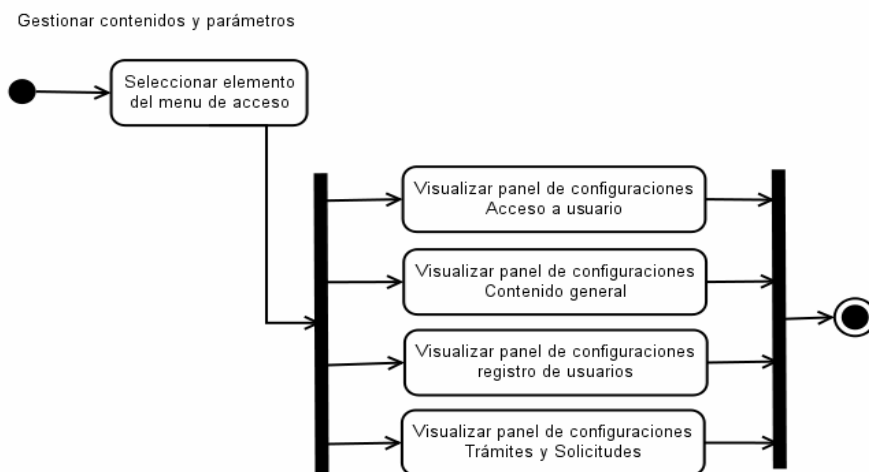 Gestionar contenidos y parámetros
Seleccionar elemento
del menu de acceso
Visualizar panel de configuraciones
Acceso a usuario
Visualizar panel de configuraciones
Contenido general
Visualizar panel de configuraciones
registro de usuarios
Visualizar panel de configuraciones
Trámites y Solicitudes